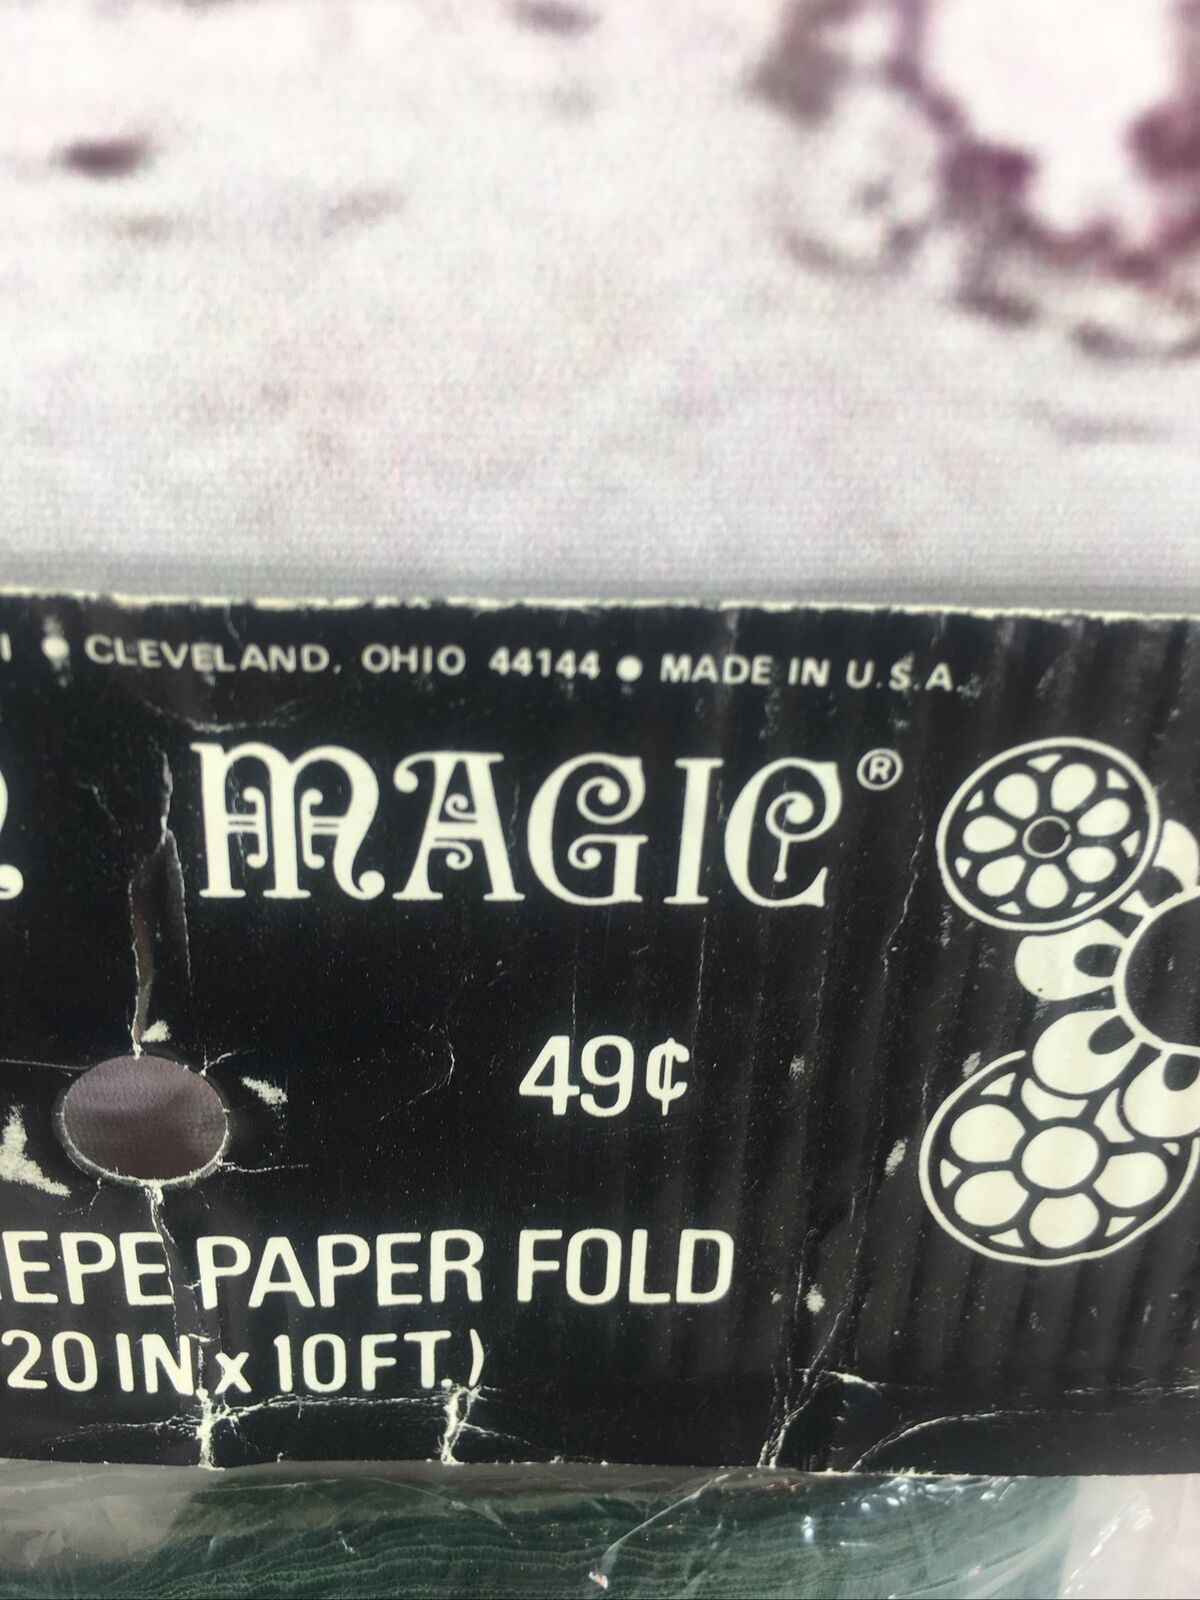 ● CLEVELAND, OHIO 44144 ● MADE IN U.S.A.
MAGIC®
49¢
EPE PAPER FOLD
20 IN. x 10 FT.)